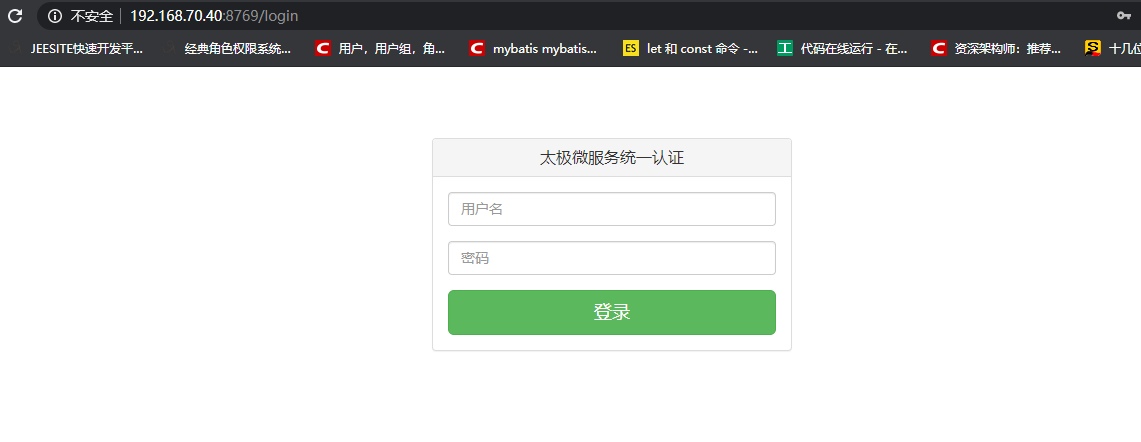 不安全 192.168.70.40:8769/login
JEESITE快速开发平... 经典角色权限系统... 用户，用户组，角... mybatis mybatis... ES let 和 const 命令 -... 工 代码在线运行 - 在... 资深架构师：推荐... 十几位
太极微服务统一认证
用户名
密码
登录